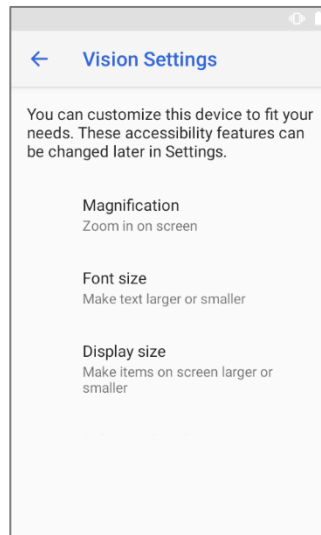 Vision Settings
You can customize this device to fit your
needs. These accessibility features can
be changed later in Settings.
Magnification
Zoom in on screen
Font size
Make text larger or smaller
Display size
Make items on screen larger or
smaller